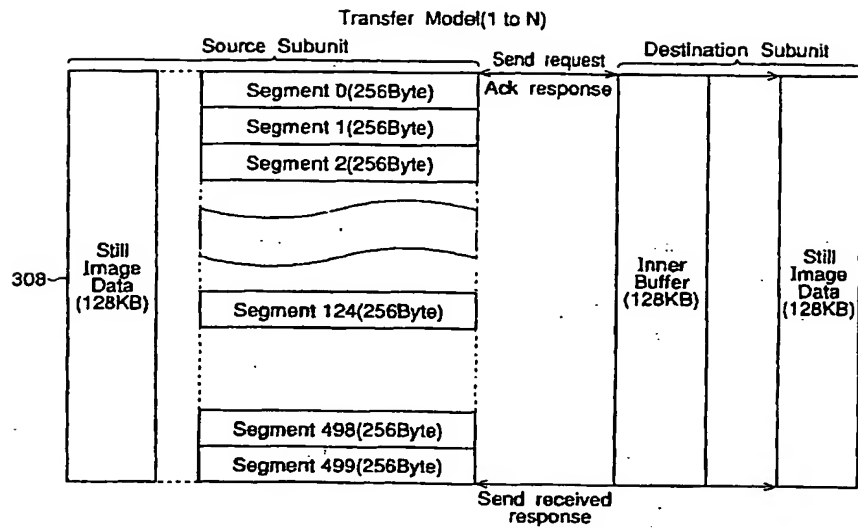 Transfer Model(1 to N)
Source Subunit
Send request
Destination Subunit
Segment 0(256Byte)
Ack response
Segment 1(256Byte)
Segment 2(256Byte)
308
Still
Image
Data
(128KB)
Segment 124(256Byte)
Inner
Buffer
(128KB)
Still
Image
Data
(128KB)
Segment 498(256Byte)
Segment 499(256Byte)
Send received
response